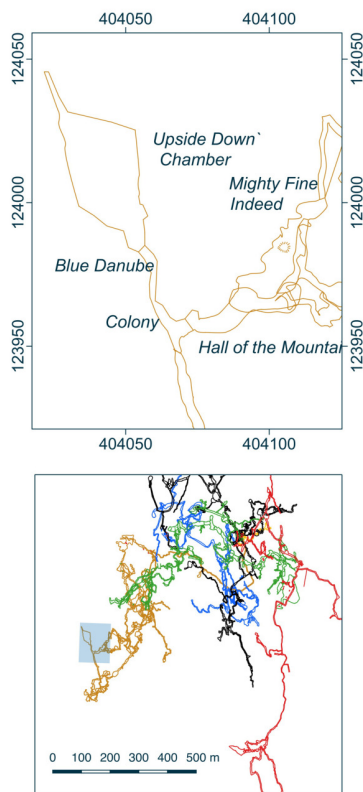 404050 404100
124050 124050
Upside Down`
Chamber
Mighty Fine
Indeed
124000 124000
Blue Danube
Colony
Hall of the Mountai
123950 123950
404050 404100
0 100 200 300 400 500 m